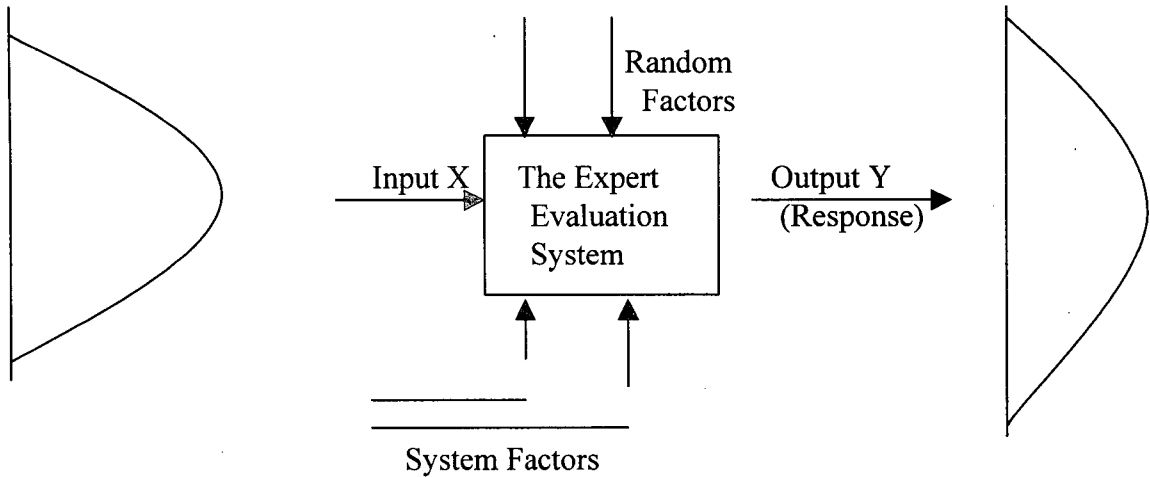 Random
Factors
Input X
The Expert
Evaluation
System
Output Y
(Response)
System Factors